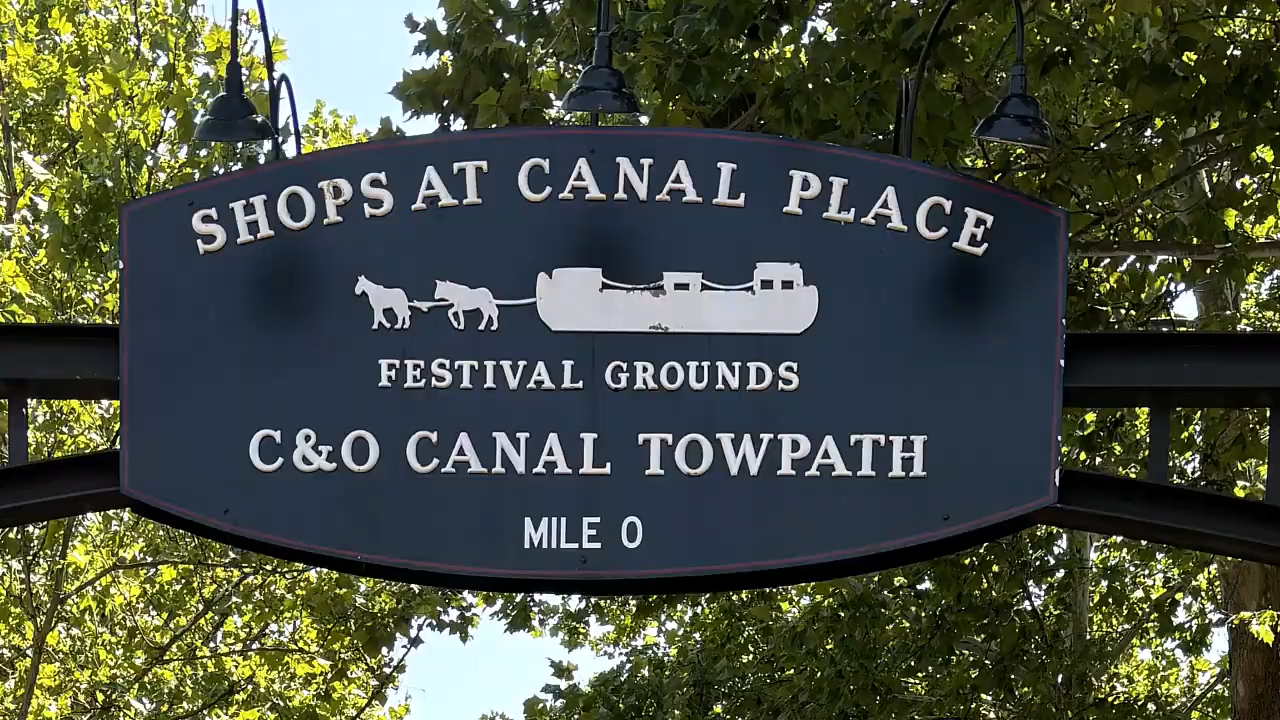 SHOPS AT CANAL PLACE
FESTIVAL GROUNDS
C&O CANAL TOWPATH
MILE 0